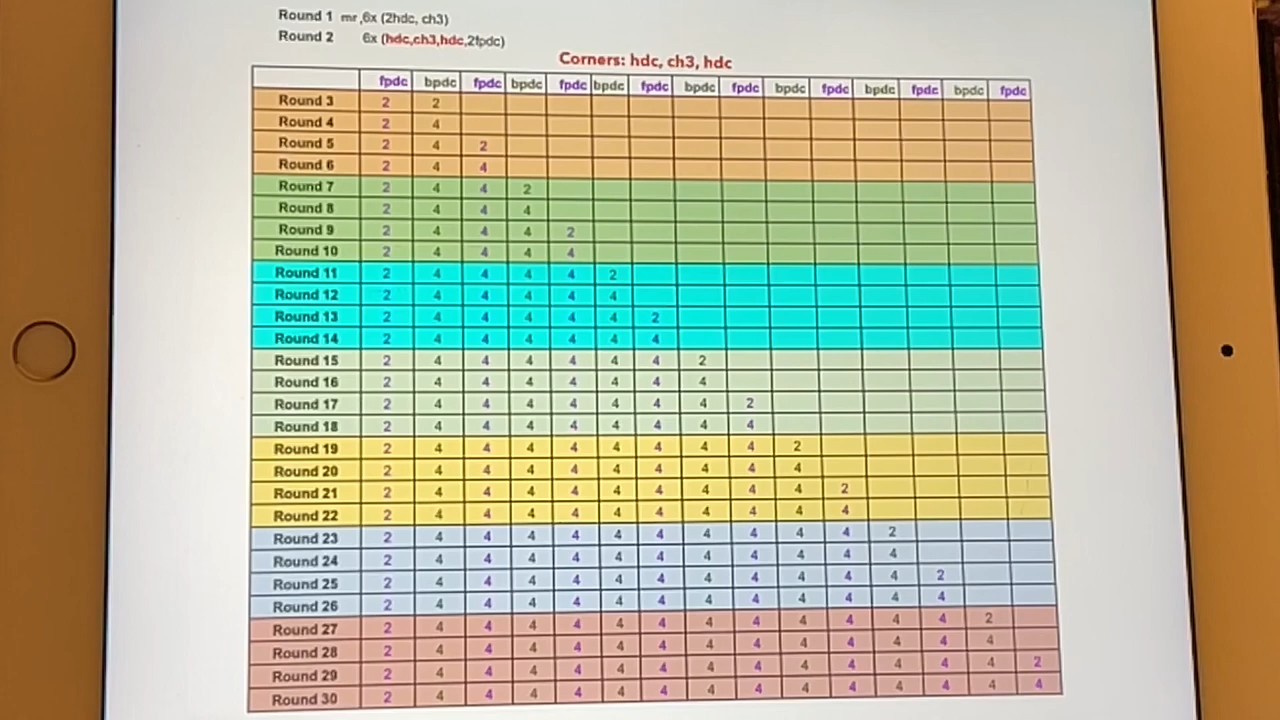 Round 1 mr,6x (2hdc, ch3)
Round 2 6x (hdc,ch3,hdc,2fpdc)
Corners: hdc, ch3, hdc
fpdc bpdc fpdc bpdc fpdc bpdc fpdc bpdc fpdc bpdc fpdc bpdc fpdc bpdc fpdc
Round 3 2 2
Round 4 2 4
Round 5 2 4 2
Round 6 2 4 4
Round 7 2 4 4 2
Round 8 2 4 4 4
Round 9 2 4 4 4 2
Round 10 2 4 4 4 4
Round 11 2 4 4 4 4 2
Round 12 2 4 4 4 4 4
Round 13 2 4 4 4 4 4 2
Round 14 2 4 4 4 4 4 4
Round 15 2 4 4 4 4 4 4 2
Round 16 2 4 4 4 4 4 4 4
Round 17 2 4 4 4 4 4 4 4 2
Round 18 2 4 4 4 4 4 4 4 4
Round 19 2 4 4 4 4 4 4 4 4 2
Round 20 2 4 4 4 4 4 4 4 4 4
Round 21 2 4 4 4 4 4 4 4 4 4 2
Round 22 2 4 4 4 4 4 4 4 4 4 4
Round 23 2 4 4 4 4 4 4 4 4 4 4 2
Round 24 2 4 4 4 4 4 4 4 4 4 4 4
Round 25 2 4 4 4 4 4 4 4 4 4 4 4 2
Round 26 2 4 4 4 4 4 4 4 4 4 4 4 4
Round 27 2 4 4 4 4 4 4 4 4 4 4 4 4 2
Round 28 2 4 4 4 4 4 4 4 4 4 4 4 4 4
Round 29 2 4 4 4 4 4 4 4 4 4 4 4 4 4 2
Round 30 2 4 4 4 4 4 4 4 4 4 4 4 4 4 4